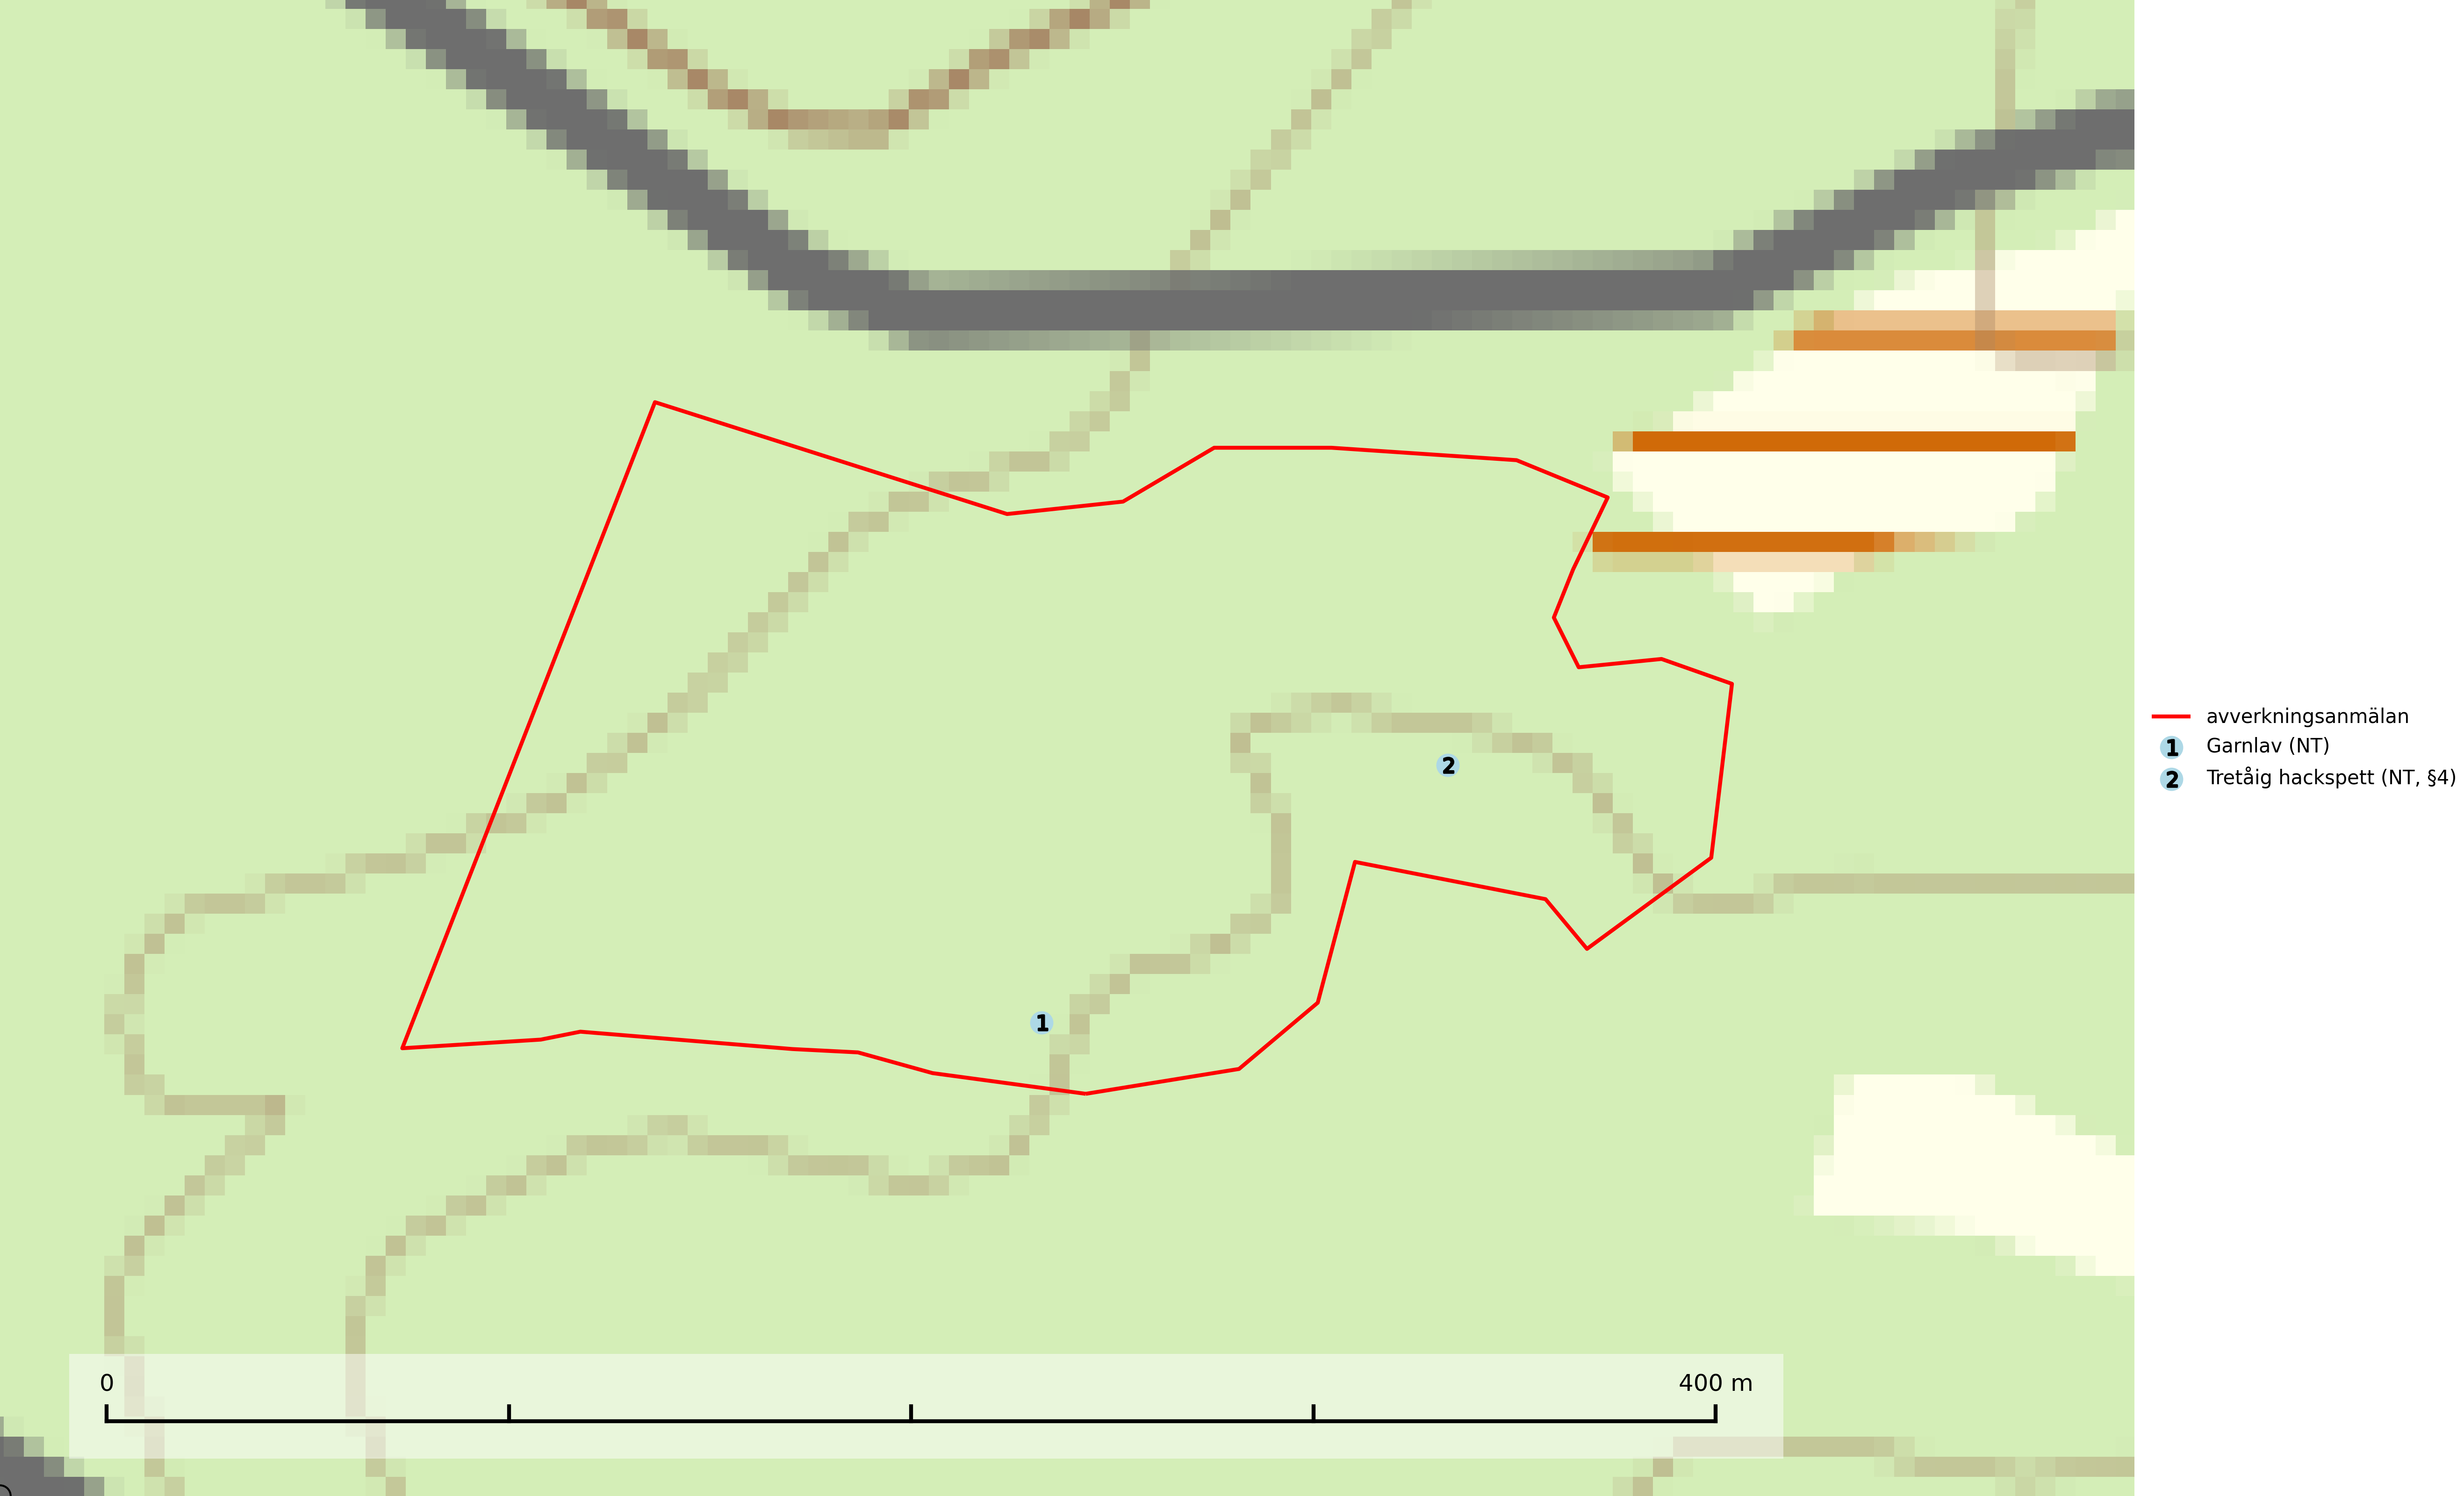 avverkningsanmälan
1 Garnlav (NT)
2 Tretåig hackspett (NT, §4)
2
1
0 400 m